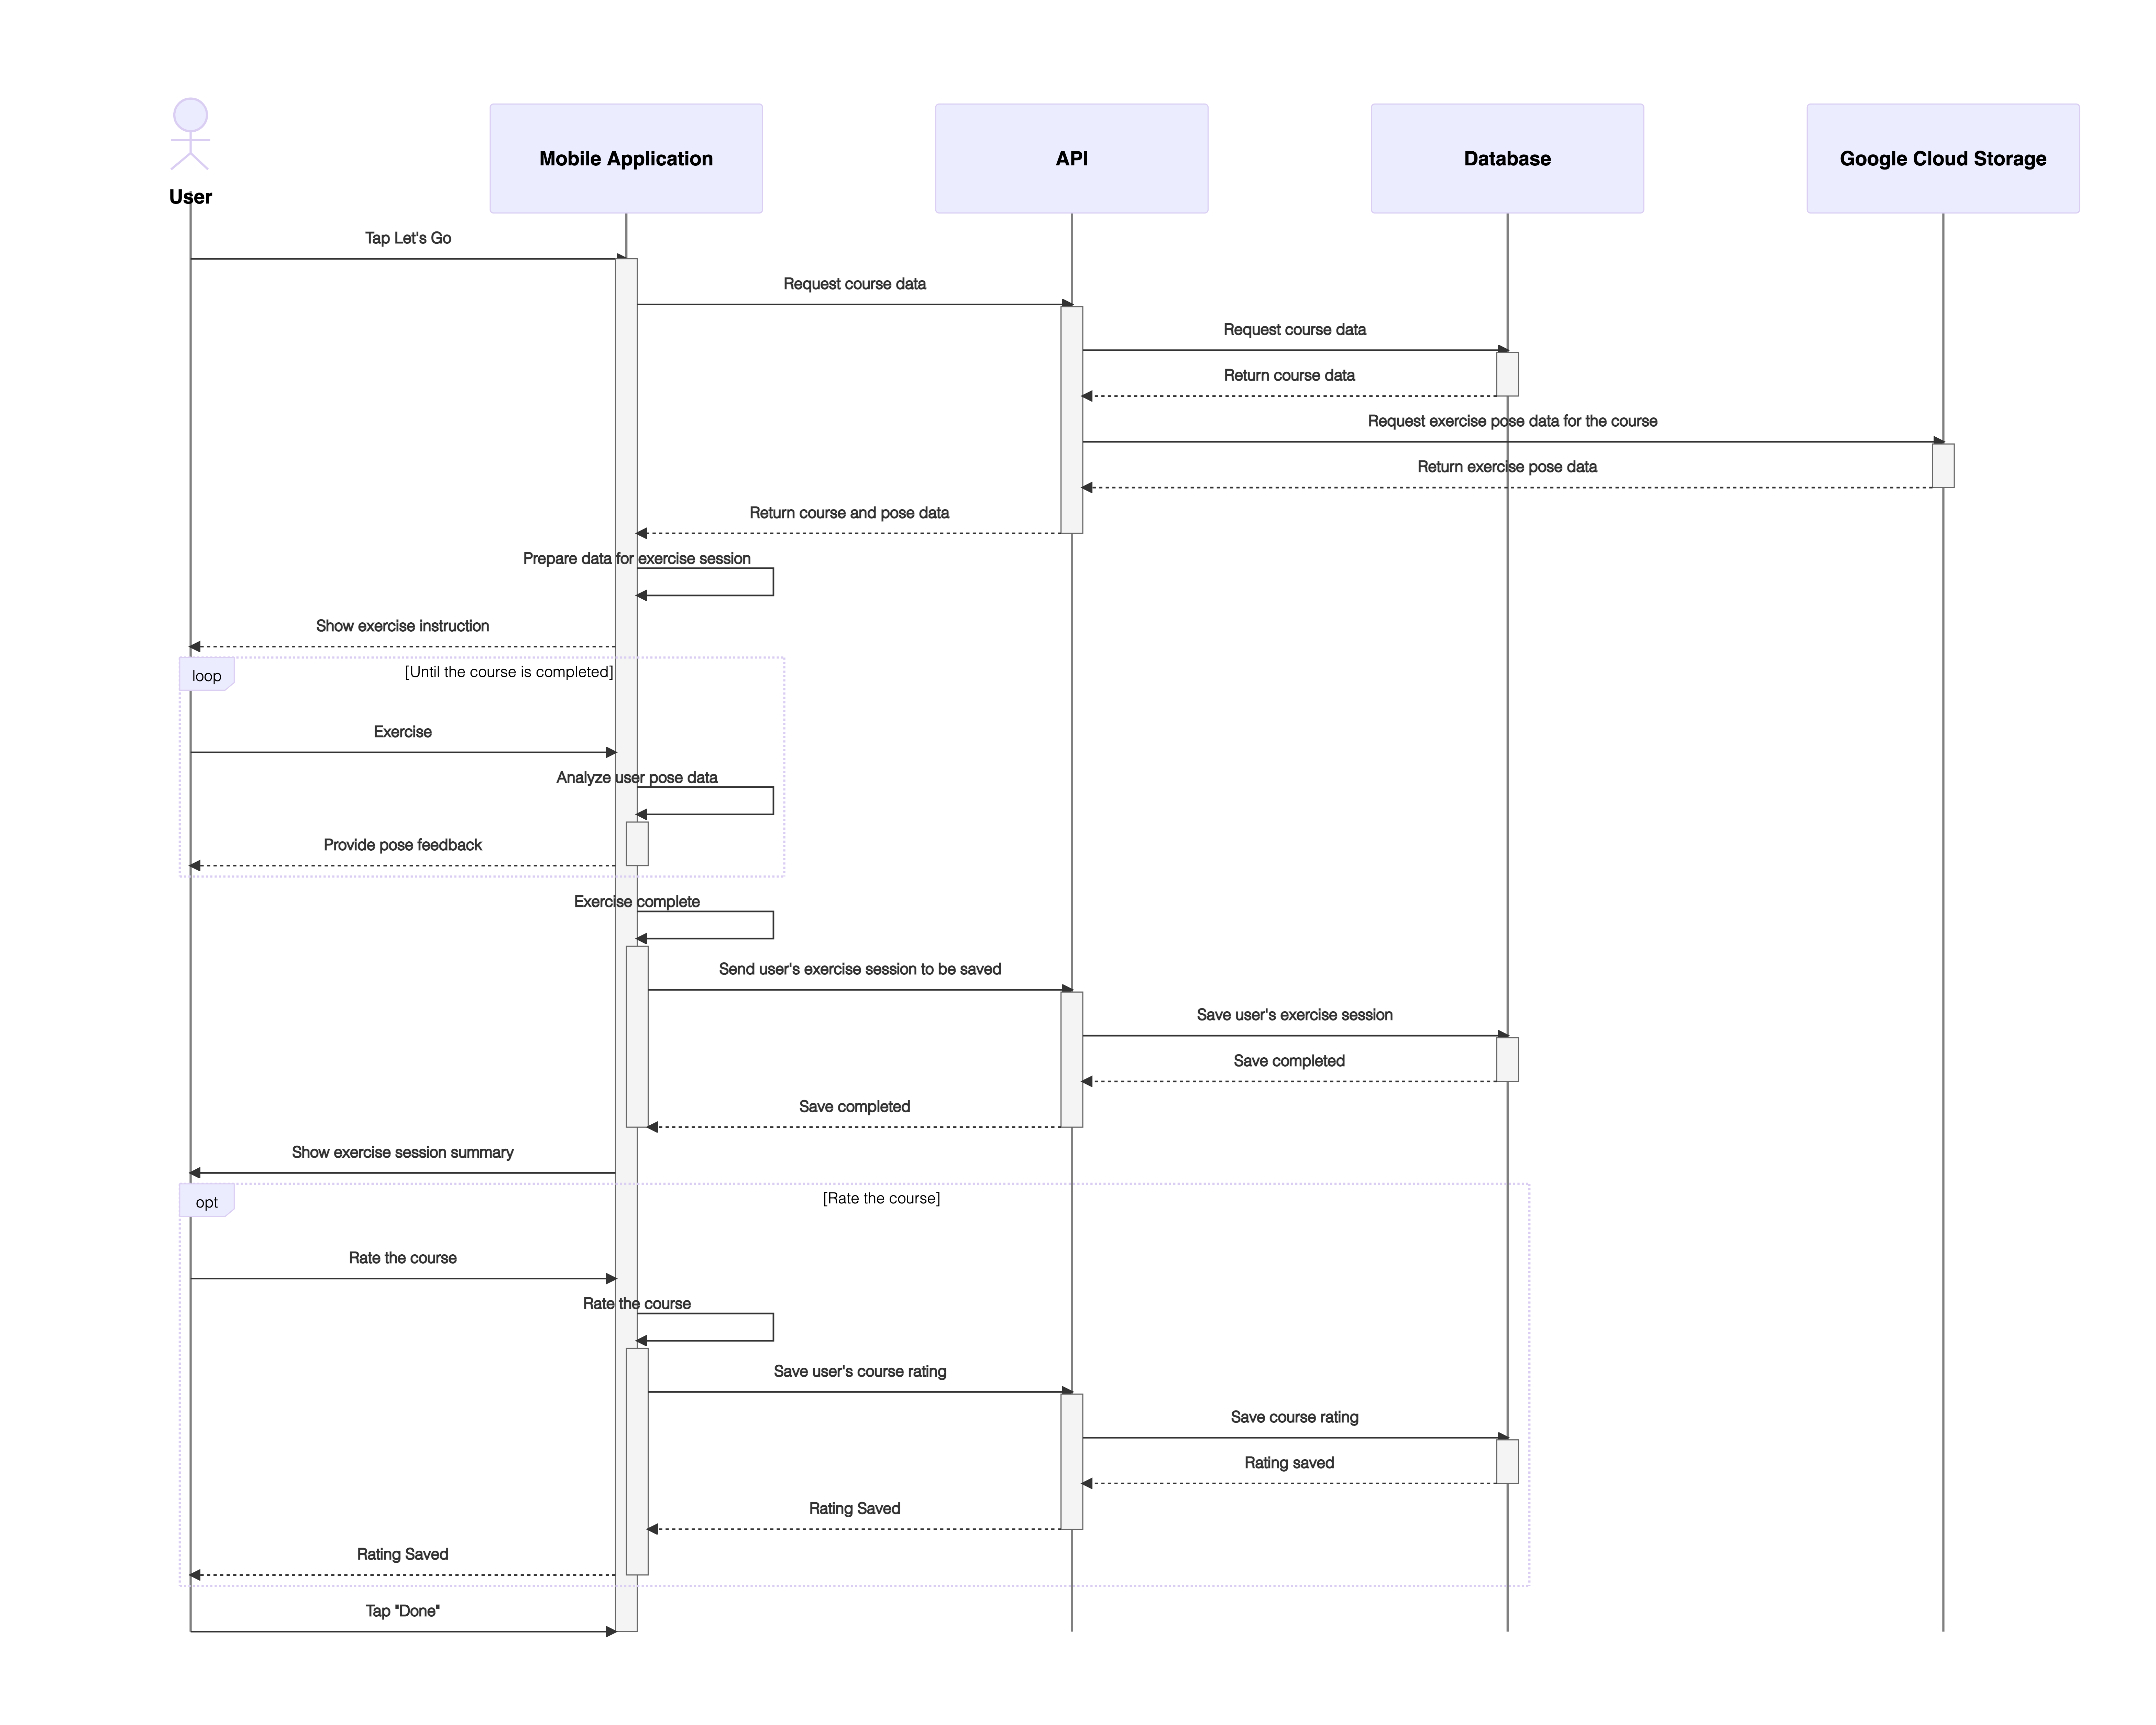 User
Mobile Application
API
Database
Google Cloud Storage
Tap Let's Go
Request course data
Request course data
Return course data
Request exercise pose data for the course
Return exercise pose data
Return course and pose data
Prepare data for exercise session
Show exercise instruction
loop
[Until the course is completed]
Exercise
Analyze user pose data
Provide pose feedback
Exercise complete
Send user's exercise session to be saved
Save user's exercise session
Save completed
Save completed
Show exercise session summary
opt
[Rate the course]
Rate the course
Rate the course
Save user's course rating
Save course rating
Rating saved
Rating Saved
Rating Saved
Tap "Done"